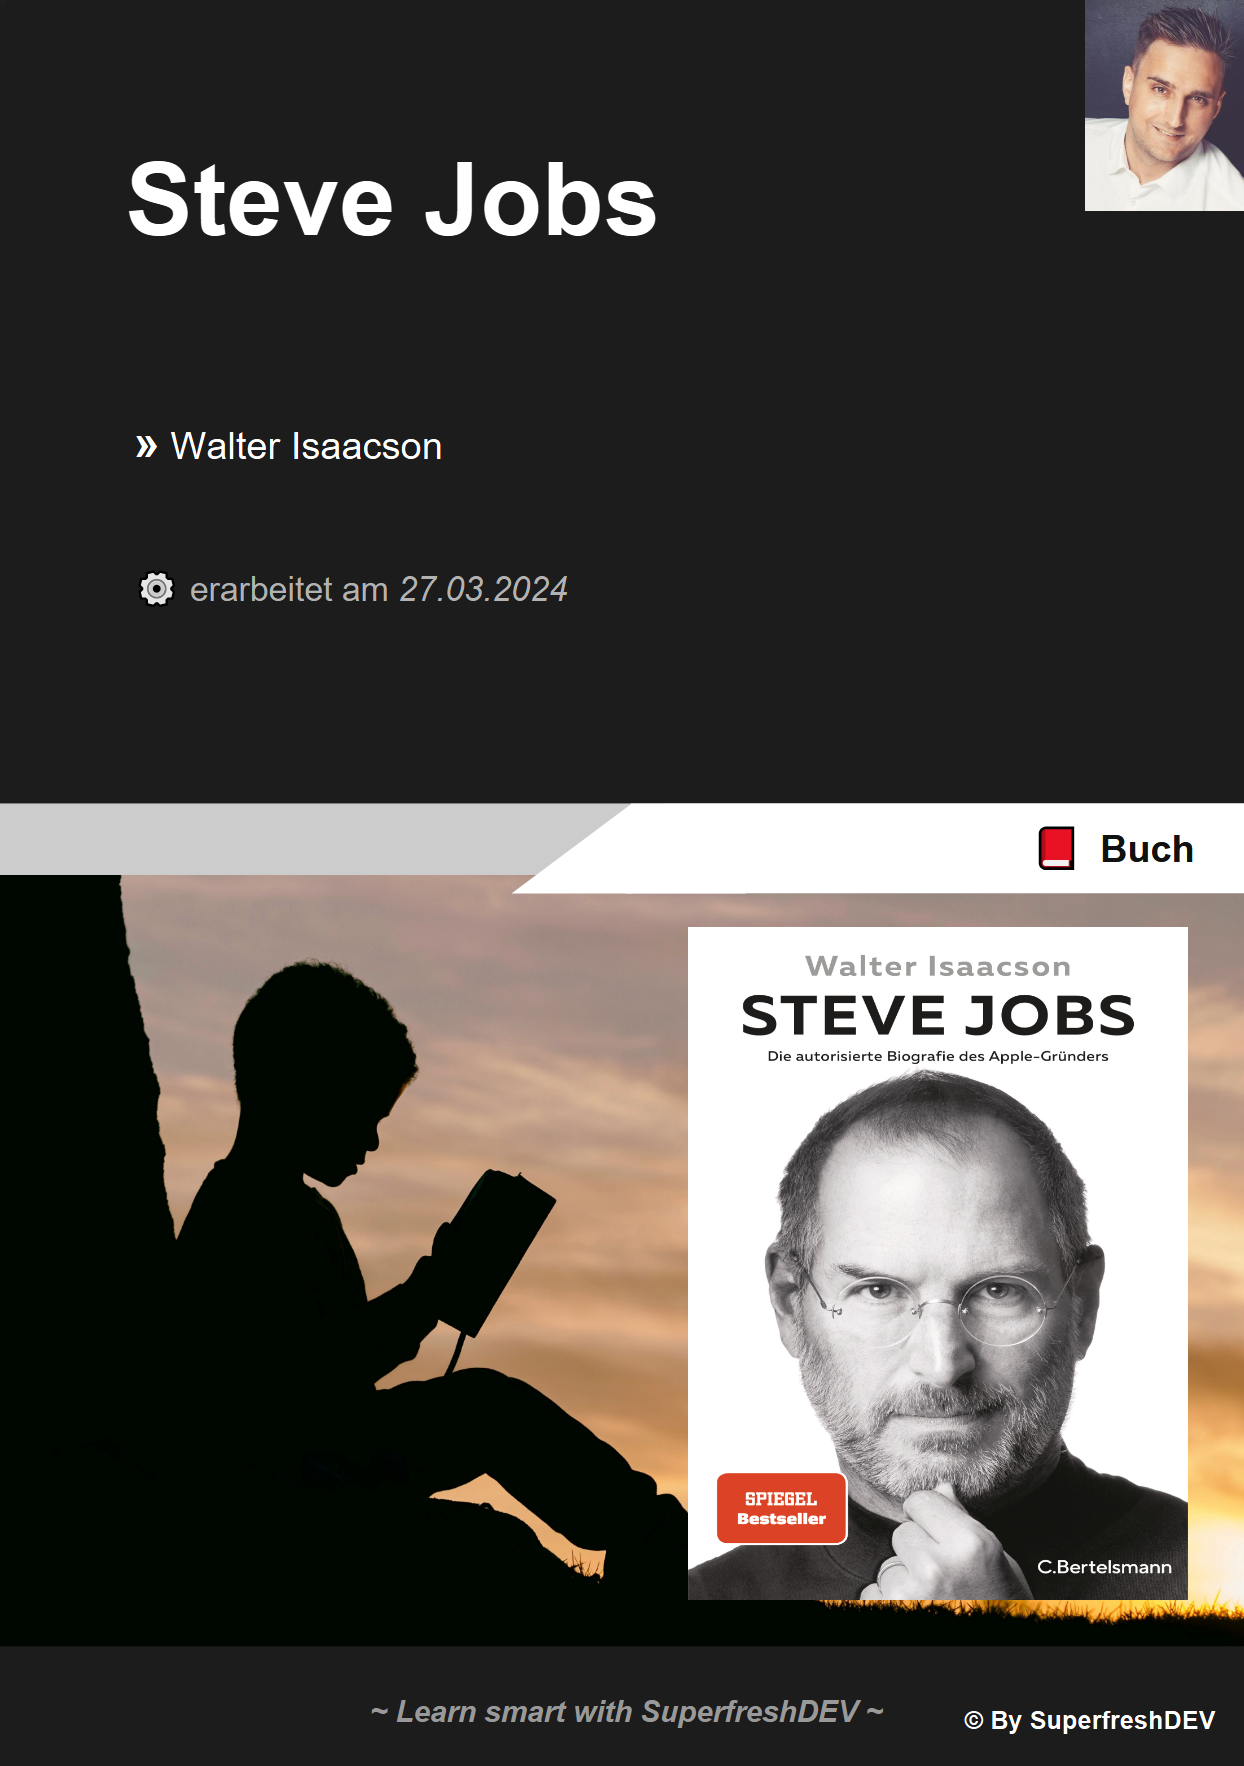 Steve Jobs
» Walter Isaacson
erarbeitet am 27.03.2024
Buch
Walter Isaacson
STEVE JOBS
Die autorisierte Biografie des Apple-Gründers
SPIEGEL
Bestseller
C.Bertelsmann
~ Learn smart with SuperfreshDEV ~
© By SuperfreshDEV